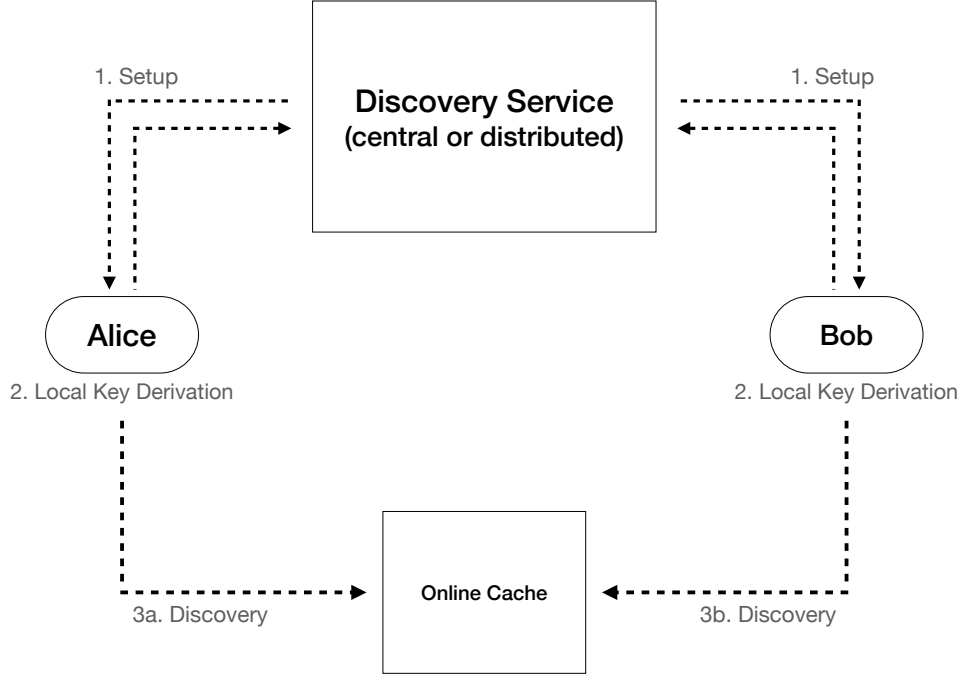 1. Setup
1. Setup
Discovery Service
(central or distributed)
Alice
Bob
2. Local Key Derivation
2. Local Key Derivation
Online Cache
3a. Discovery
3b. Discovery